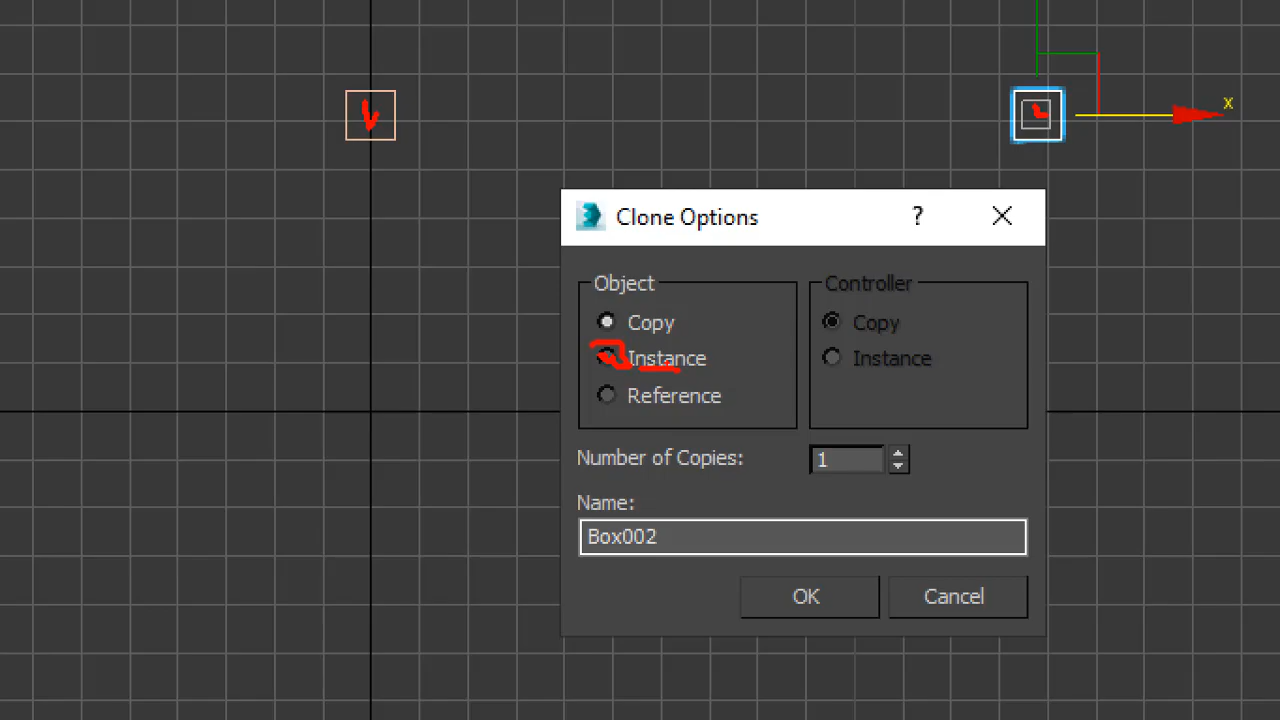 x
Clone Options ?
Object
Controller
Copy
Copy
Instance
Instance
Reference
Number of Copies:
1
Name:
Box002
OK
Cancel